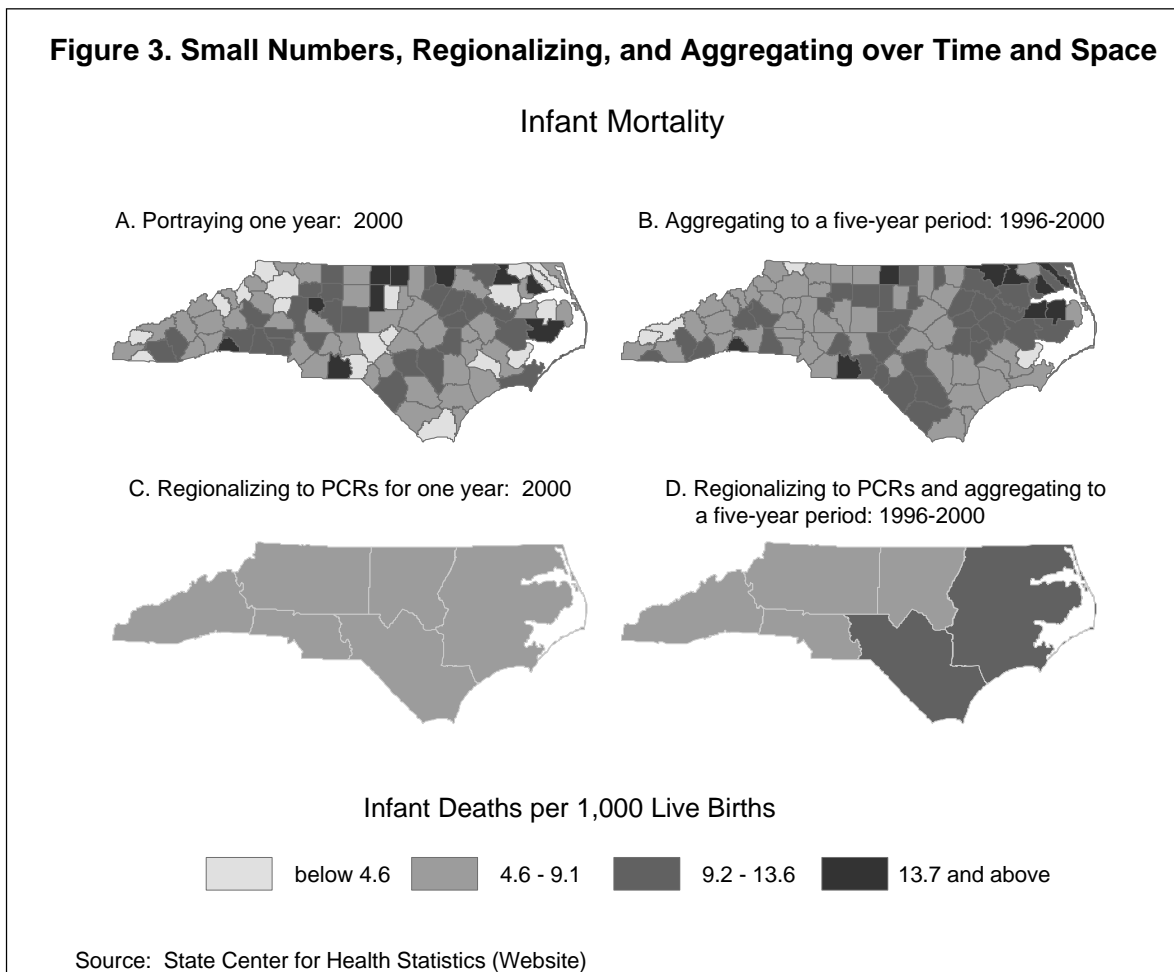 Figure 3. Small Numbers, Regionalizing, and Aggregating over Time and Space
Infant Mortality
A. Portraying one year: 2000
B. Aggregating to a five-year period: 1996-2000
C. Regionalizing to PCRs for one year: 2000
D. Regionalizing to PCRs and aggregating to
a five-year period: 1996-2000
Infant Deaths per 1,000 Live Births
below 4.6
4.6 - 9.1
9.2 - 13.6
13.7 and above
Source: State Center for Health Statistics (Website)